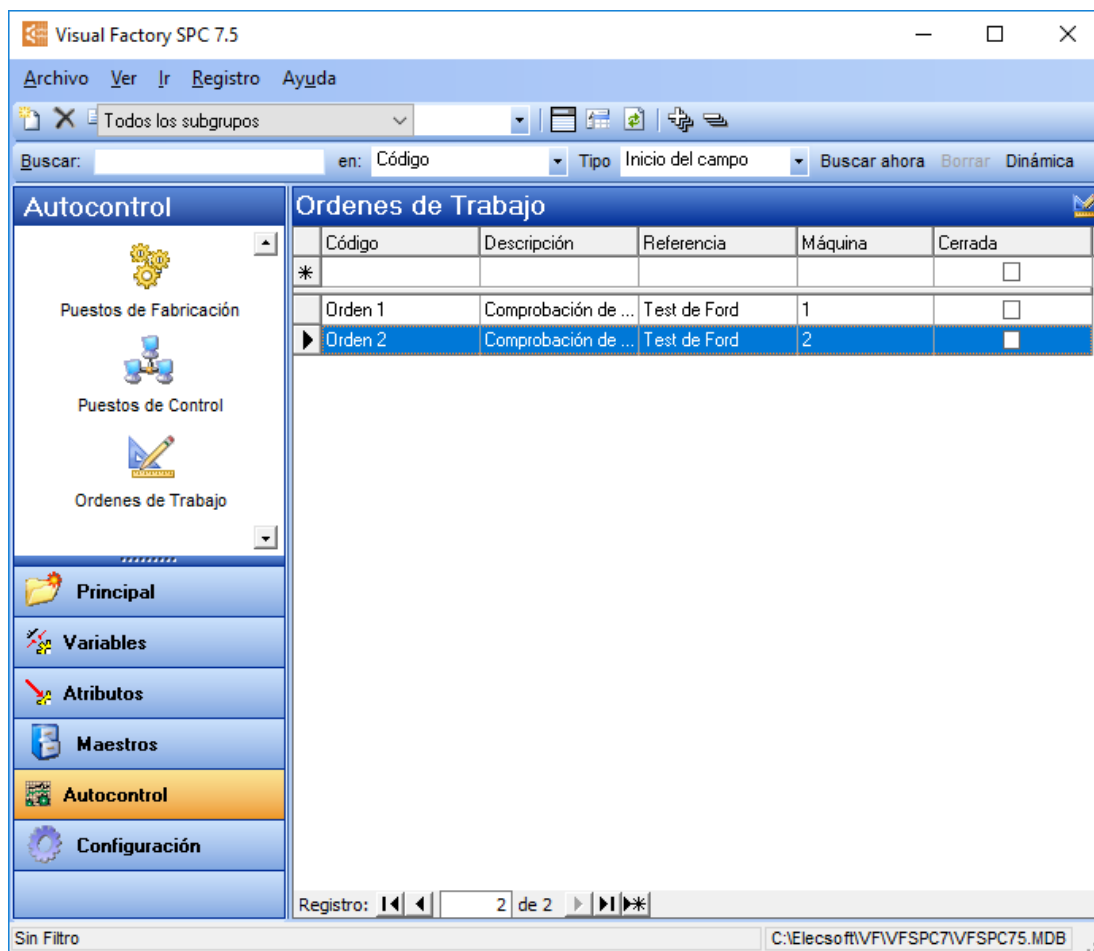 Visual Factory SPC 7.5
Archivo Ver Ir Registro Ayuda
Todos los subgrupos
Buscar: en: Código Tipo Inicio del campo Buscar ahora Borrar Dinámica
Autocontrol
Puestos de Fabricación
Puestos de Control
Ordenes de Trabajo
Principal
Variables
Atributos
Maestros
Autocontrol
Configuración
Ordenes de Trabajo
Código Descripción Referencia Máquina Cerrada
Orden 1 Comprobación de ... Test de Ford 1
Orden 2 Comprobación de ... Test de Ford 2
Registro: 2 de 2
Sin Filtro C:\Elecsoft\VF\VFSPC7\VFSPC75.MDB